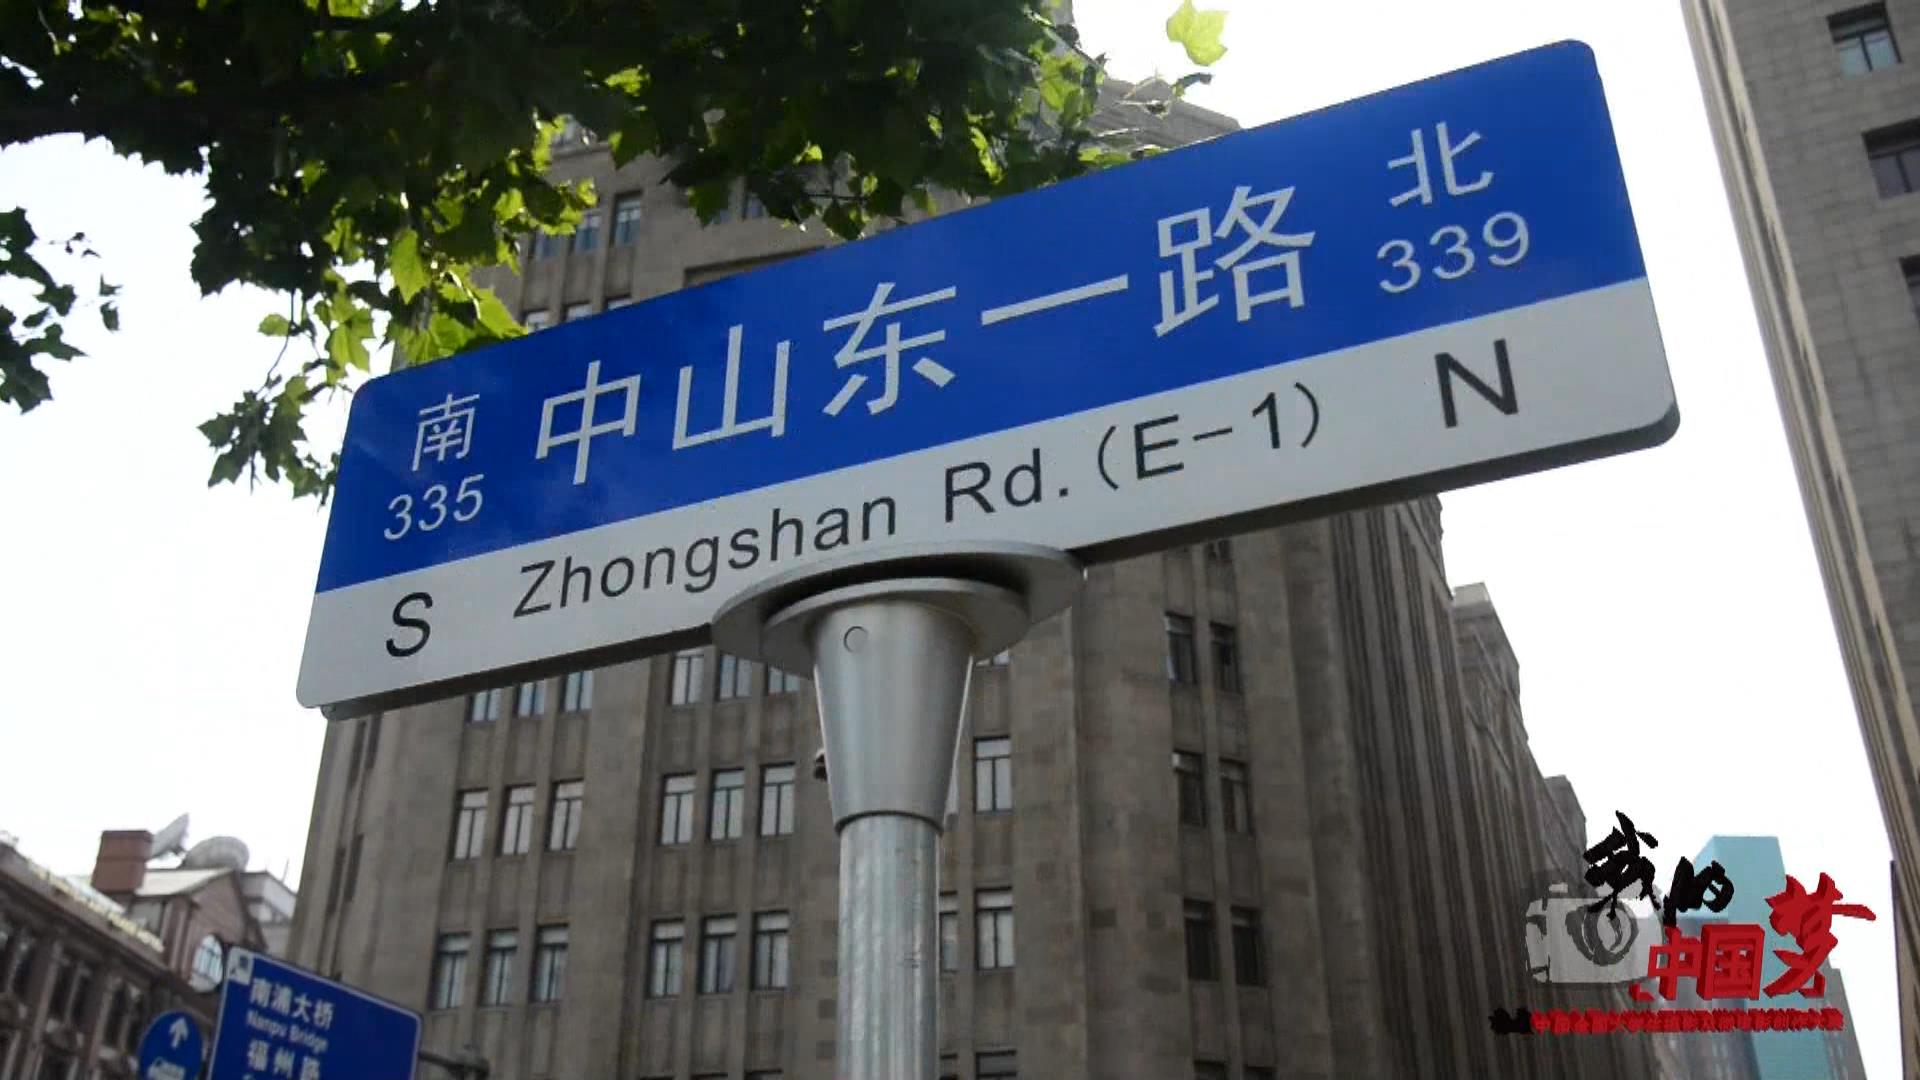 南 中山东一路 北
335 339
S Zhongshan Rd. (E-1) N
南浦大桥
Nanpu Bridge
福州路
我的
中国梦